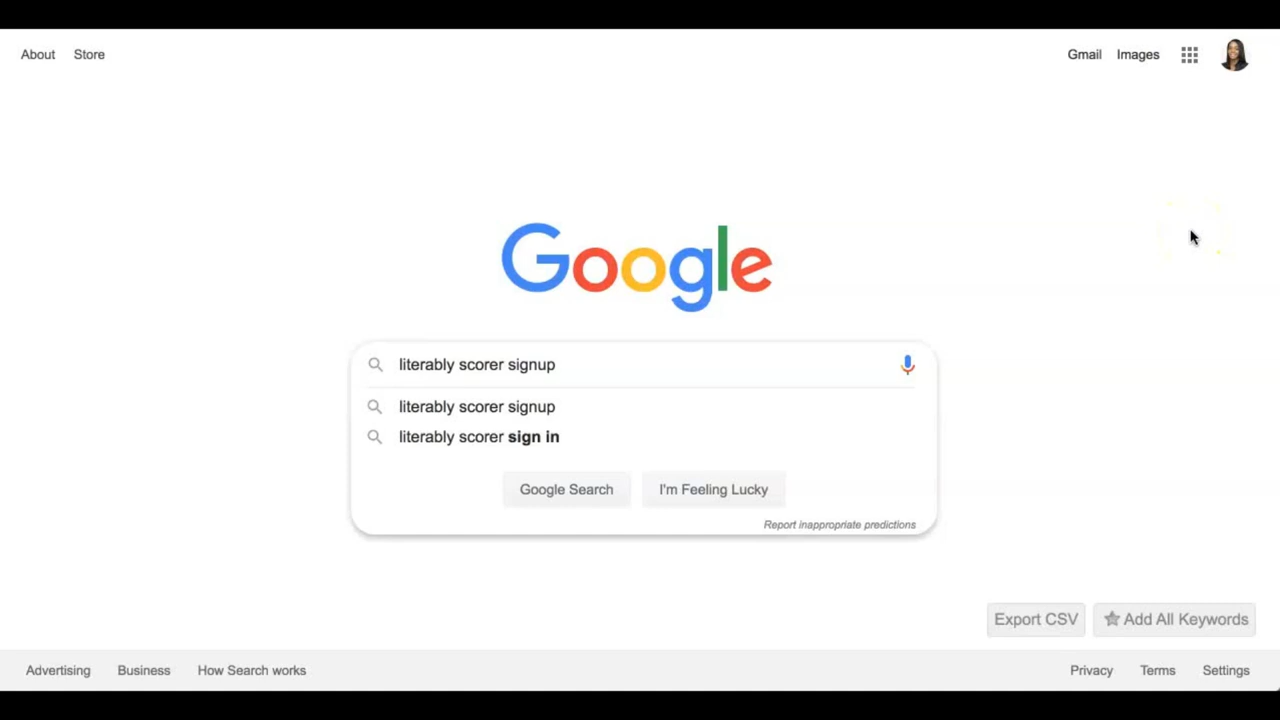 About Store
Gmail Images
Google
literably scorer signup
literably scorer signup
literably scorer sign in
Google Search I'm Feeling Lucky
Report inappropriate predictions
Export CSV Add All Keywords
Advertising Business How Search works
Privacy Terms Settings